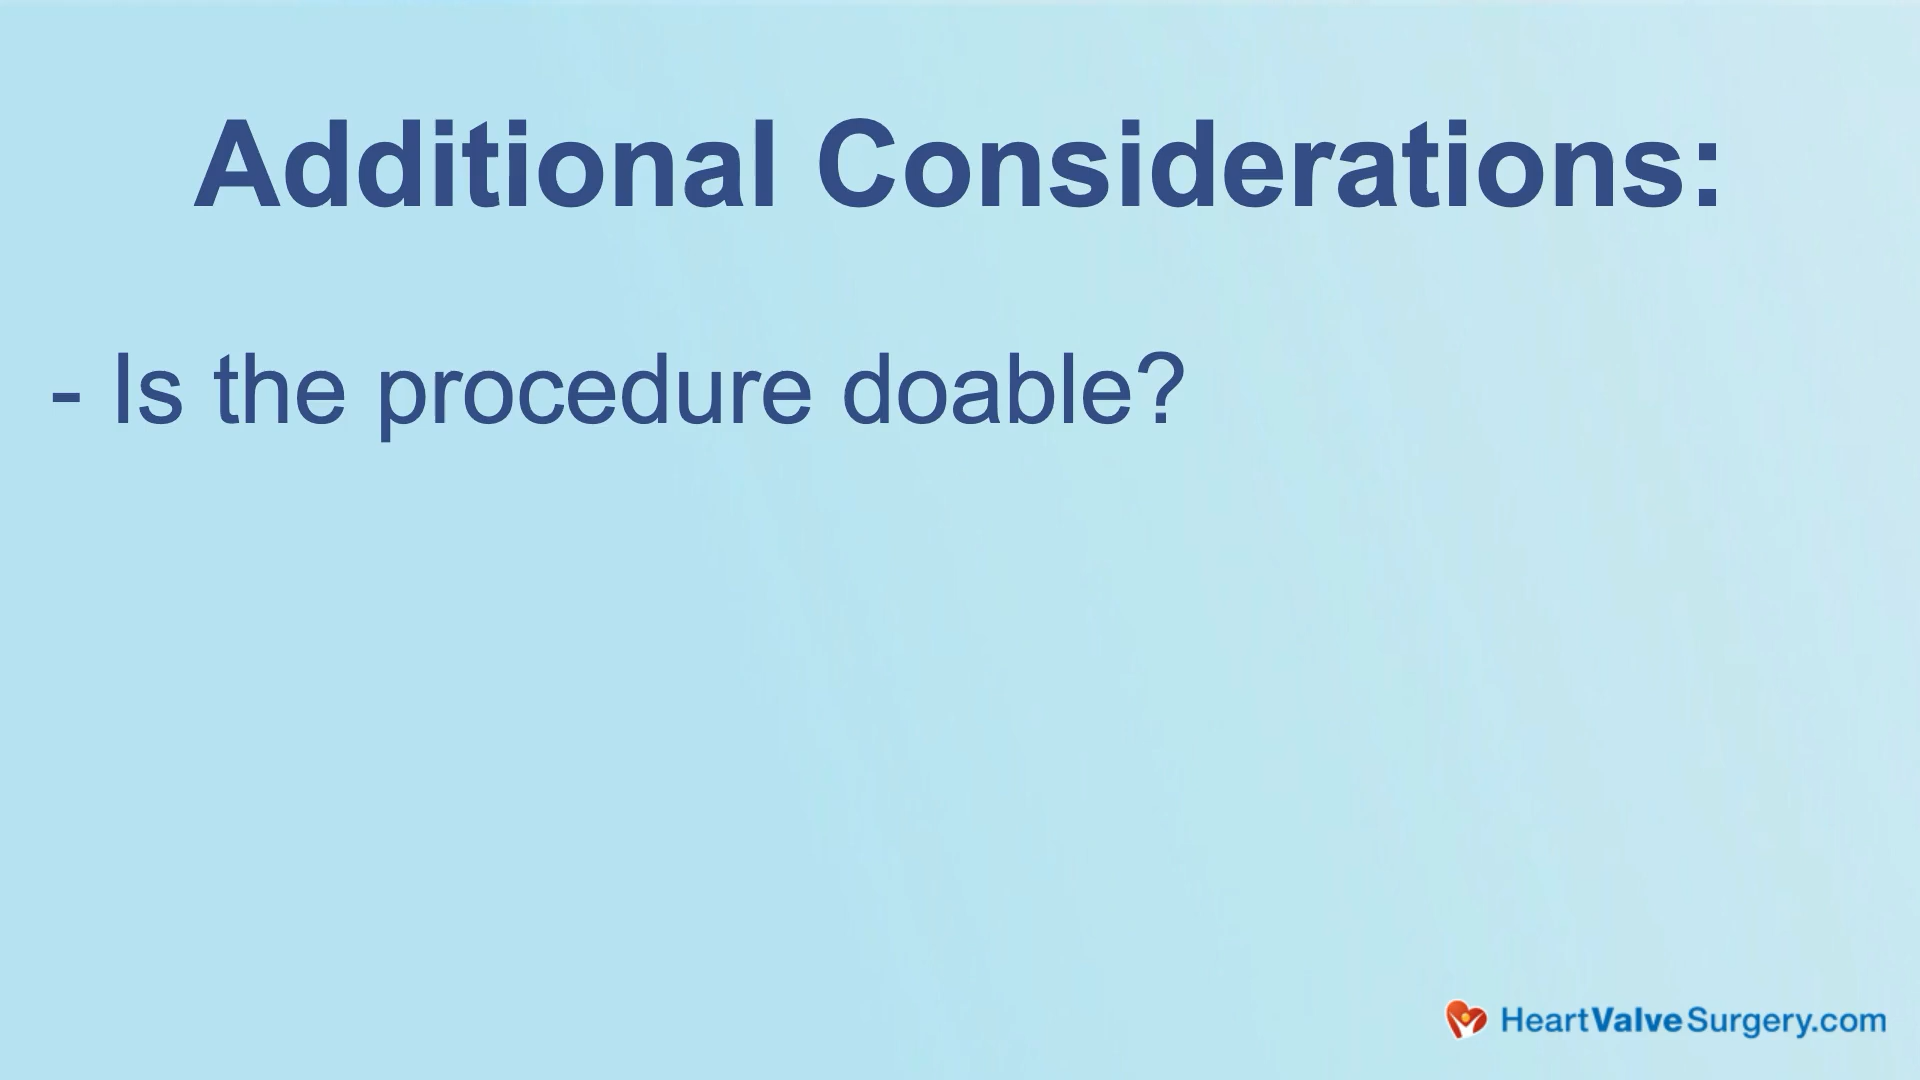 Additional Considerations:
- Is the procedure doable?
HeartValveSurgery.com